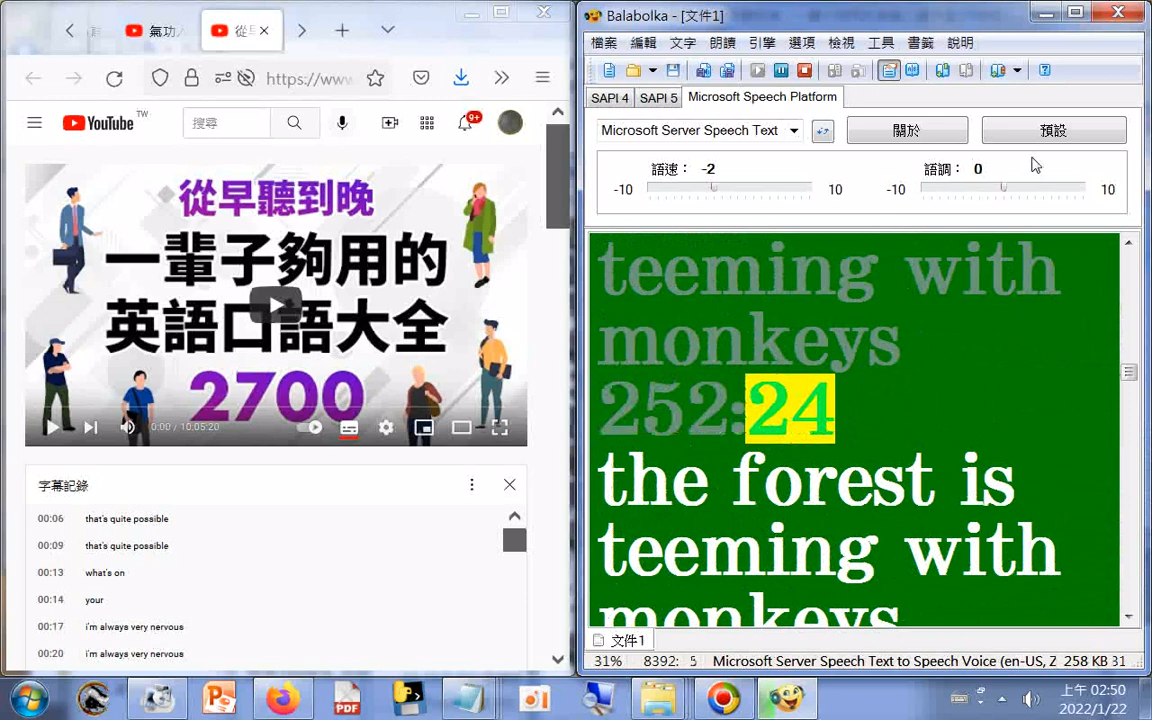 氣功
從
https://www
YouTube TW
搜尋
9+
從早聽到晚
一輩子夠用的
英語口語大全
2700
0:00 / 10:05:20
字幕記錄
00:06 that's quite possible
00:09 that's quite possible
00:13 what's on
00:14 your
00:17 i'm always very nervous
00:20 i'm always very nervous
Balabolka - [文件1]
檔案 編輯 文字 朗讀 引擎 選項 檢視 工具 書籤 說明
SAPI 4 SAPI 5 Microsoft Speech Platform
Microsoft Server Speech Text 關於 預設
語速： -2 語調： 0
-10 10 -10 10
teeming with
monkeys
252:24
the forest is
teeming with
monkeys
文件1
31% 8392: 5 Microsoft Server Speech Text to Speech Voice (en-US, Z 258 KB 31
PDF
上午 02:50
2022/1/22